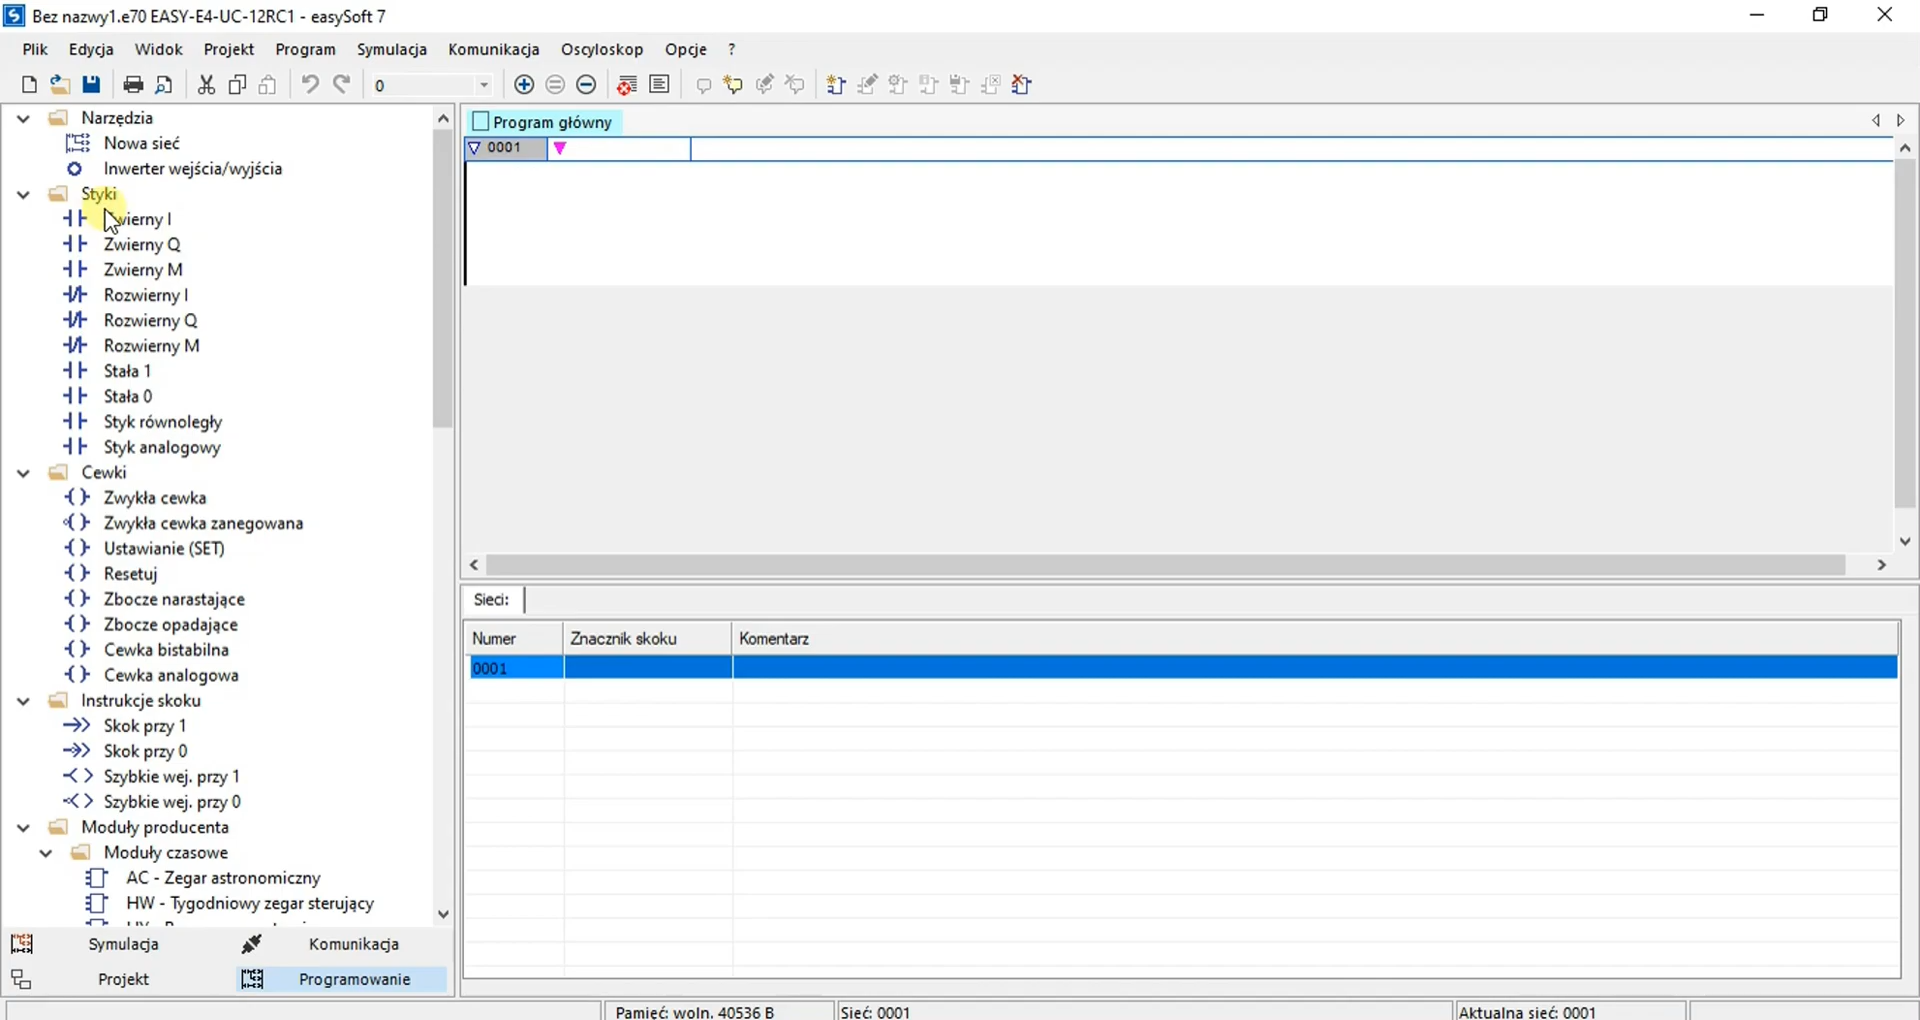 Bez nazwy1.e70 EASY-E4-UC-12RC1 - easySoft 7
Plik Edycja Widok Projekt Program Symulacja Komunikacja Oscyloskop Opcje ?
0
Narzędzia
Nowa sieć
Inwerter wejścia/wyjścia
Styki
Zwierny I
Zwierny Q
Zwierny M
Rozwierny I
Rozwierny Q
Rozwierny M
Stała 1
Stała 0
Styk równoległy
Styk analogowy
Cewki
Zwykła cewka
Zwykła cewka zanegowana
Ustawianie (SET)
Resetuj
Zbocze narastające
Zbocze opadające
Cewka bistabilna
Cewka analogowa
Instrukcje skoku
Skok przy 1
Skok przy 0
Szybkie wej. przy 1
Szybkie wej. przy 0
Moduły producenta
Moduły czasowe
AC - Zegar astronomiczny
HW - Tygodniowy zegar sterujący
Symulacja Komunikacja
Projekt Programowanie
Program główny
0001
Sieci:
Numer Znacznik skoku Komentarz
0001
Pamięć: woln. 40536 B Sieć: 0001 Aktualna sieć: 0001